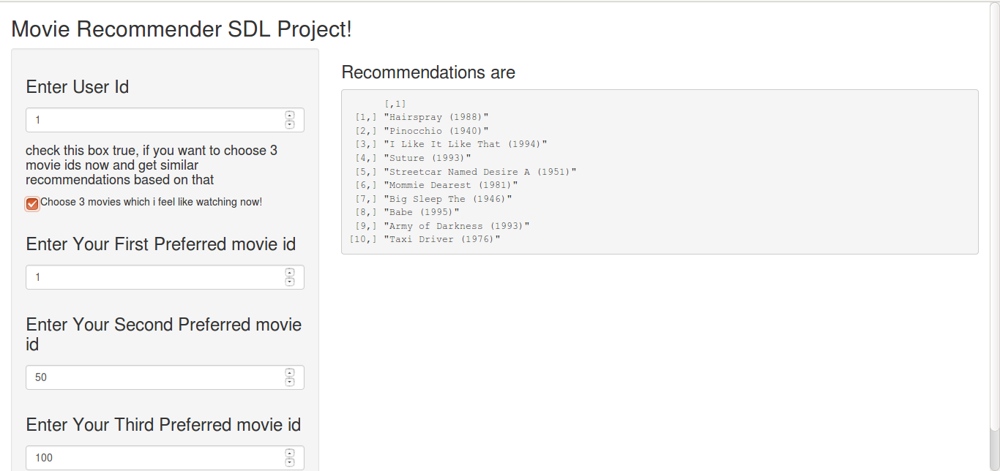 Movie Recommender SDL Project!
Enter User Id
1
check this box true, if you want to choose 3
movie ids now and get similar
recommendations based on that
Choose 3 movies which i feel like watching now!
Enter Your First Preferred movie id
1
Enter Your Second Preferred movie
id
50
Enter Your Third Preferred movie id
100
Recommendations are
[,1]
[1,] "Hairspray (1988)"
[2,] "Pinocchio (1940)"
[3,] "I Like It Like That (1994)"
[4,] "Suture (1993)"
[5,] "Streetcar Named Desire A (1951)"
[6,] "Mommie Dearest (1981)"
[7,] "Big Sleep The (1946)"
[8,] "Babe (1995)"
[9,] "Army of Darkness (1993)"
[10,] "Taxi Driver (1976)"